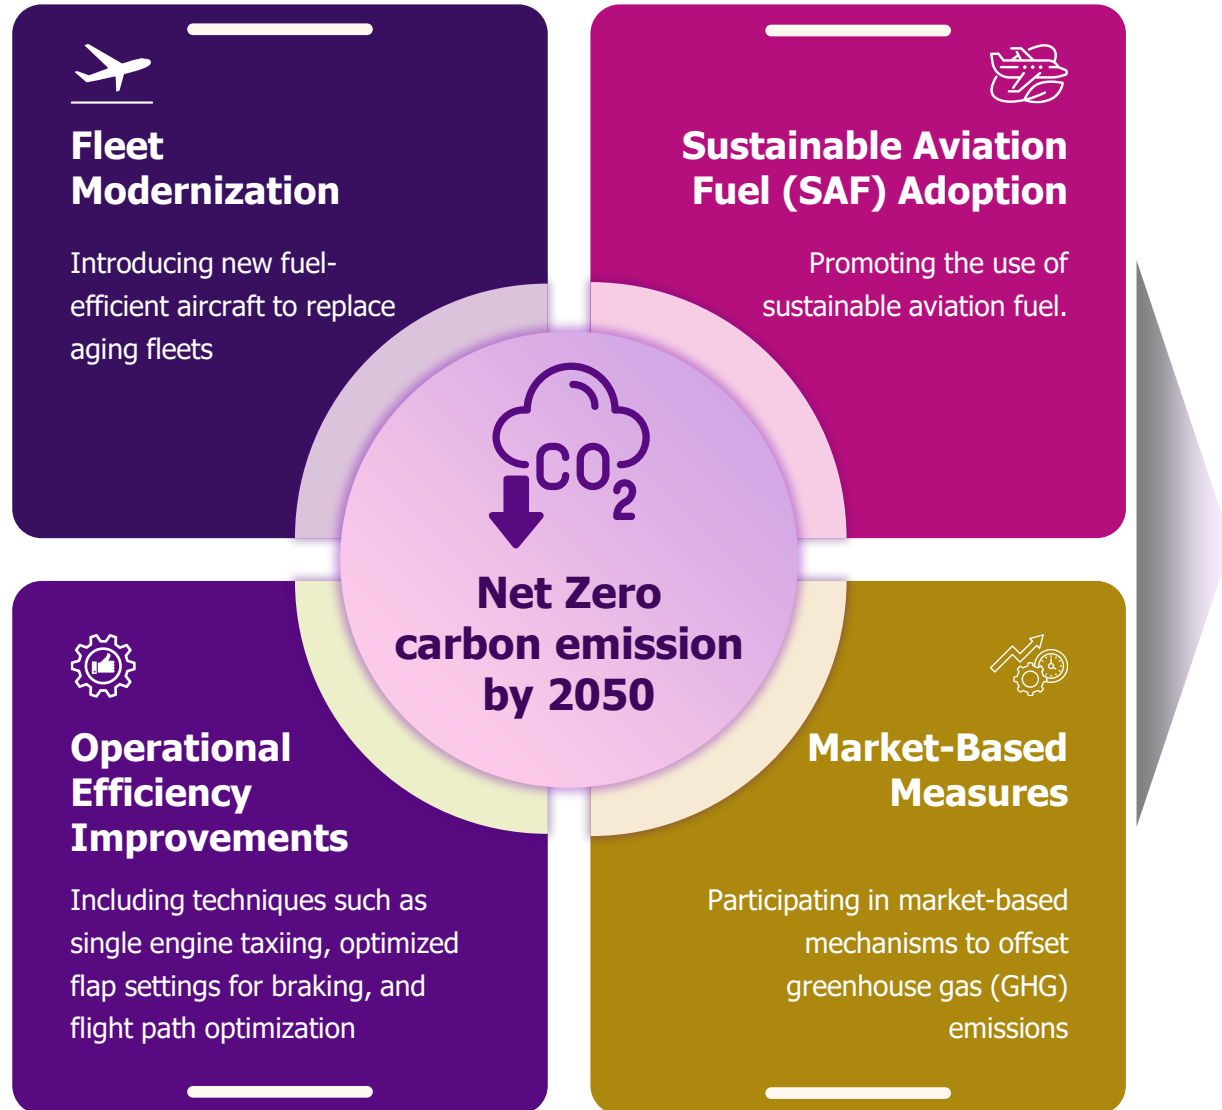 Fleet
Modernization
Introducing new fuel-
efficient aircraft to replace
aging fleets
Sustainable Aviation
Fuel (SAF) Adoption
Promoting the use of
sustainable aviation fuel.
CO2
Net Zero
carbon emission
by 2050
Operational
Efficiency
Improvements
Including techniques such as
single engine taxiing, optimized
flap settings for braking, and
flight path optimization
Market-Based
Measures
Participating in market-based
mechanisms to offset
greenhouse gas (GHG)
emissions